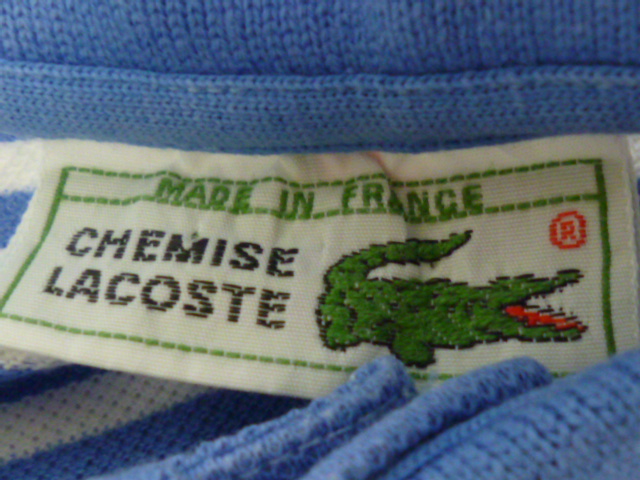 MADE IN FRANCE
®
CHEMISE
LACOSTE